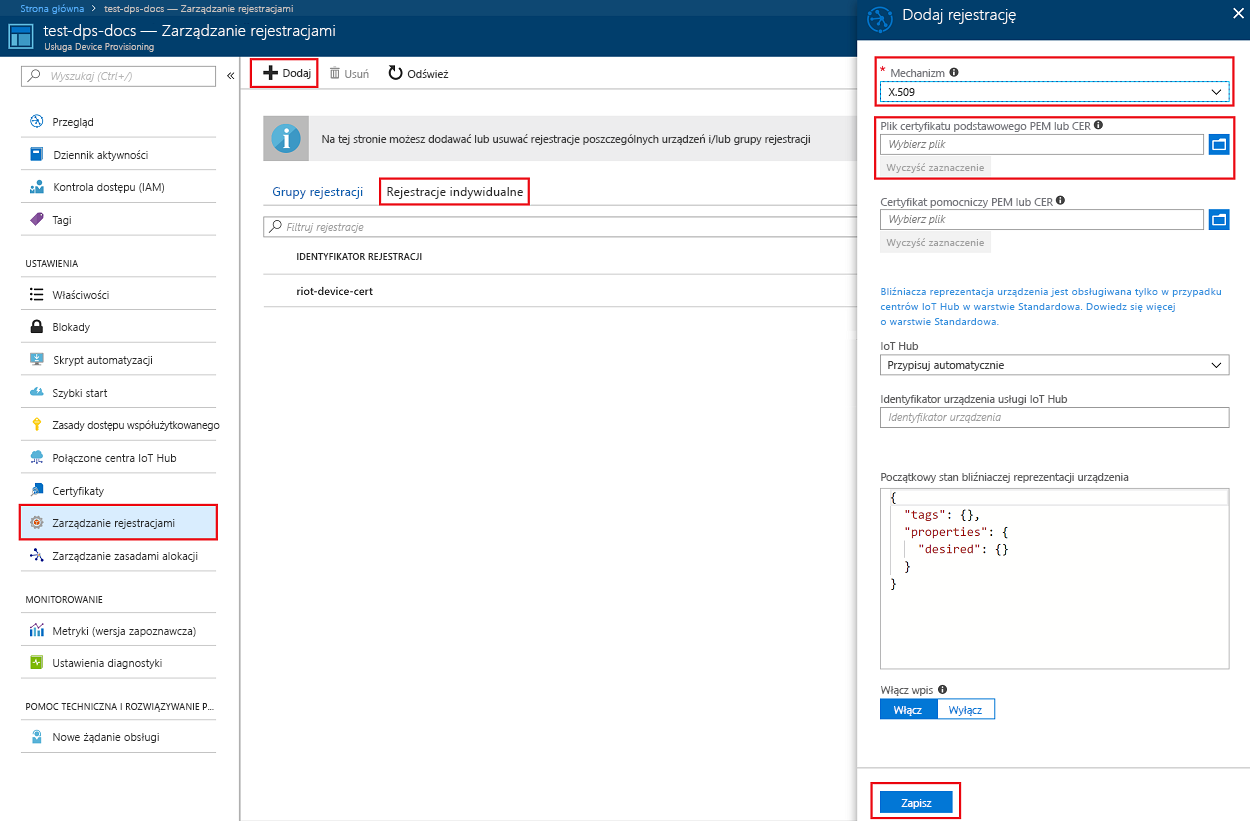 Strona główna > test-dps-docs — Zarządzanie rejestracjami
test-dps-docs — Zarządzanie rejestracjami
Usługa Device Provisioning
Wyszukaj (Ctrl+/)
«
Przegląd
Dziennik aktywności
Kontrola dostępu (IAM)
Tagi
USTAWIENIA
Właściwości
Blokady
Skrypt automatyzacji
Szybki start
Zasady dostępu współużytkowanego
Połączone centra IoT Hub
Certyfikaty
Zarządzanie rejestracjami
Zarządzanie zasadami alokacji
MONITOROWANIE
Metryki (wersja zapoznawcza)
Ustawienia diagnostyki
POMOC TECHNICZNA I ROZWIĄZYWANIE P...
Nowe żądanie obsługi
Dodaj Usuń Odśwież
Na tej stronie możesz dodawać lub usuwać rejestracje poszczególnych urządzeń i/lub grupy rejestracji
Grupy rejestracji Rejestracje indywidualne
Filtruj rejestracje
IDENTYFIKATOR REJESTRACJI
riot-device-cert
Dodaj rejestrację
* Mechanizm
X.509
Plik certyfikatu podstawowego PEM lub CER
Wybierz plik
Wyczyść zaznaczenie
Certyfikat pomocniczy PEM lub CER
Wybierz plik
Wyczyść zaznaczenie
Bliźniacza reprezentacja urządzenia jest obsługiwana tylko w przypadku
centrów IoT Hub w warstwie Standardowa. Dowiedz się więcej
o warstwie Standardowa.
IoT Hub
Przypisuj automatycznie
Identyfikator urządzenia usługi IoT Hub
Identyfikator urządzenia
Początkowy stan bliźniaczej reprezentacji urządzenia
{
"tags": {},
"properties": {
"desired": {}
}
}
Włącz wpis
Włącz Wyłącz
Zapisz